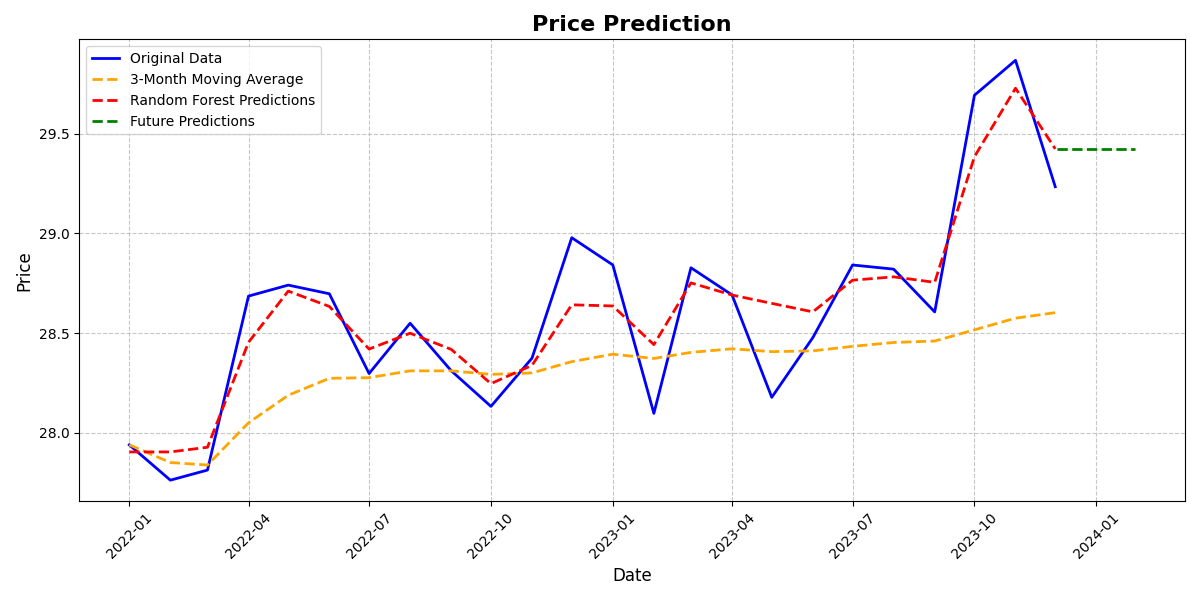 Price Prediction
Original Data
3-Month Moving Average
Random Forest Predictions
Future Predictions
Price
29.5
29.0
28.5
28.0
2022-01
2022-04
2022-07
2022-10
2023-01
2023-04
2023-07
2023-10
2024-01
Date